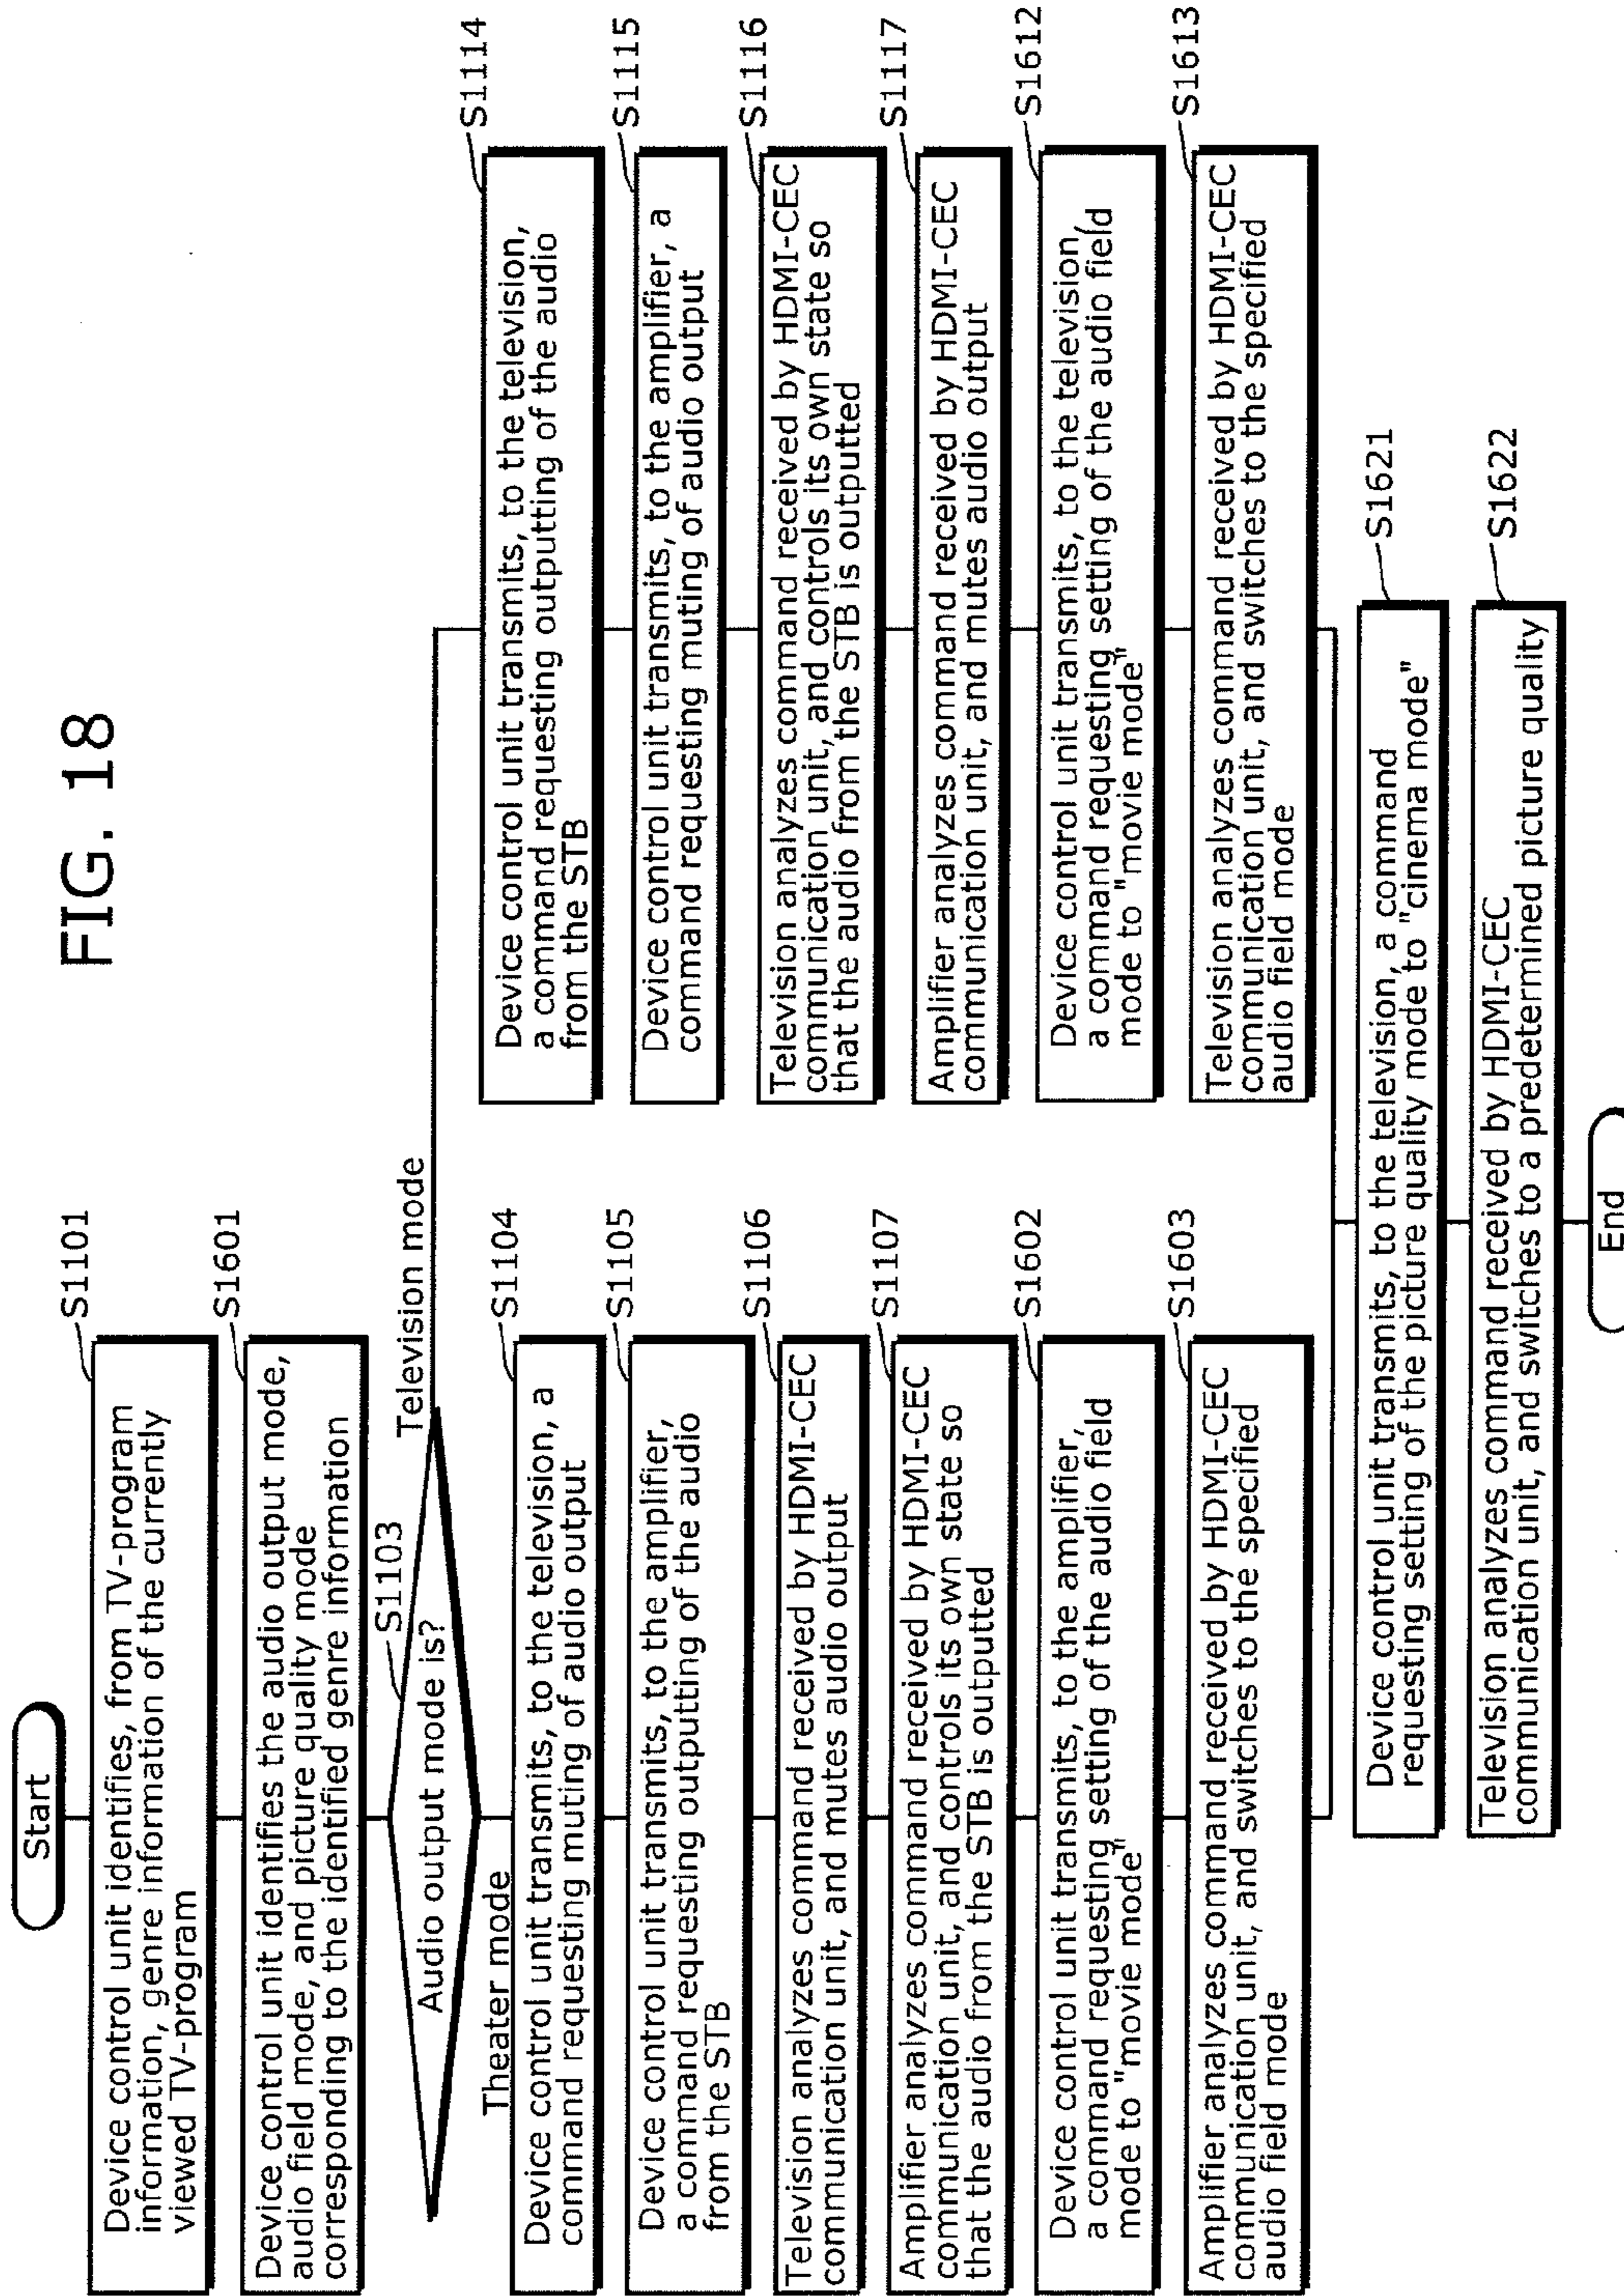 FIG. 18
Start
S1101
Device control unit identifies, from TV-program
information, genre information of the currently
viewed TV-program
S1601
Device control unit identifies the audio output mode,
audio field mode, and picture quality mode
corresponding to the identified genre information
S1103
Audio output mode is?
Television mode
Theater mode
S1104
Device control unit transmits, to the television, a
command requesting muting of audio output
S1105
Device control unit transmits, to the amplifier,
a command requesting outputting of the audio
from the STB
S1106
Television analyzes command received by HDMI-CEC
communication unit, and mutes audio output
S1107
Amplifier analyzes command received by HDMI-CEC
communication unit, and controls its own state so
that the audio from the STB is outputted
S1602
Device control unit transmits, to the amplifier,
a command requesting setting of the audio field
mode to "movie mode"
S1603
Amplifier analyzes command received by HDMI-CEC
communication unit, and switches to the specified
audio field mode
S1114
Device control unit transmits, to the television,
a command requesting outputting of the audio
from the STB
S1115
Device control unit transmits, to the amplifier, a
command requesting muting of audio output
S1116
Television analyzes command received by HDMI-CEC
communication unit, and controls its own state so
that the audio from the STB is outputted
S1117
Amplifier analyzes command received by HDMI-CEC
communication unit, and mutes audio output
S1612
Device control unit transmits, to the television,
a command requesting setting of the audio field
mode to "movie mode"
S1613
Television analyzes command received by HDMI-CEC
communication unit, and switches to the specified
audio field mode
S1621
Device control unit transmits, to the television, a command
requesting setting of the picture quality mode to "cinema mode"
S1622
Television analyzes command received by HDMI-CEC
communication unit, and switches to a predetermined picture quality
End